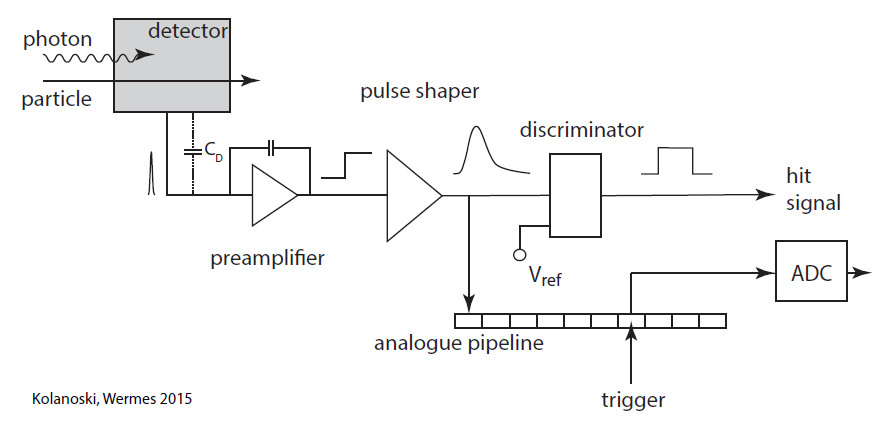 detector
photon
particle
pulse shaper
C_D
discriminator
hit
signal
preamplifier
V_ref
ADC
analogue pipeline
trigger
Kolanoski, Wermes 2015